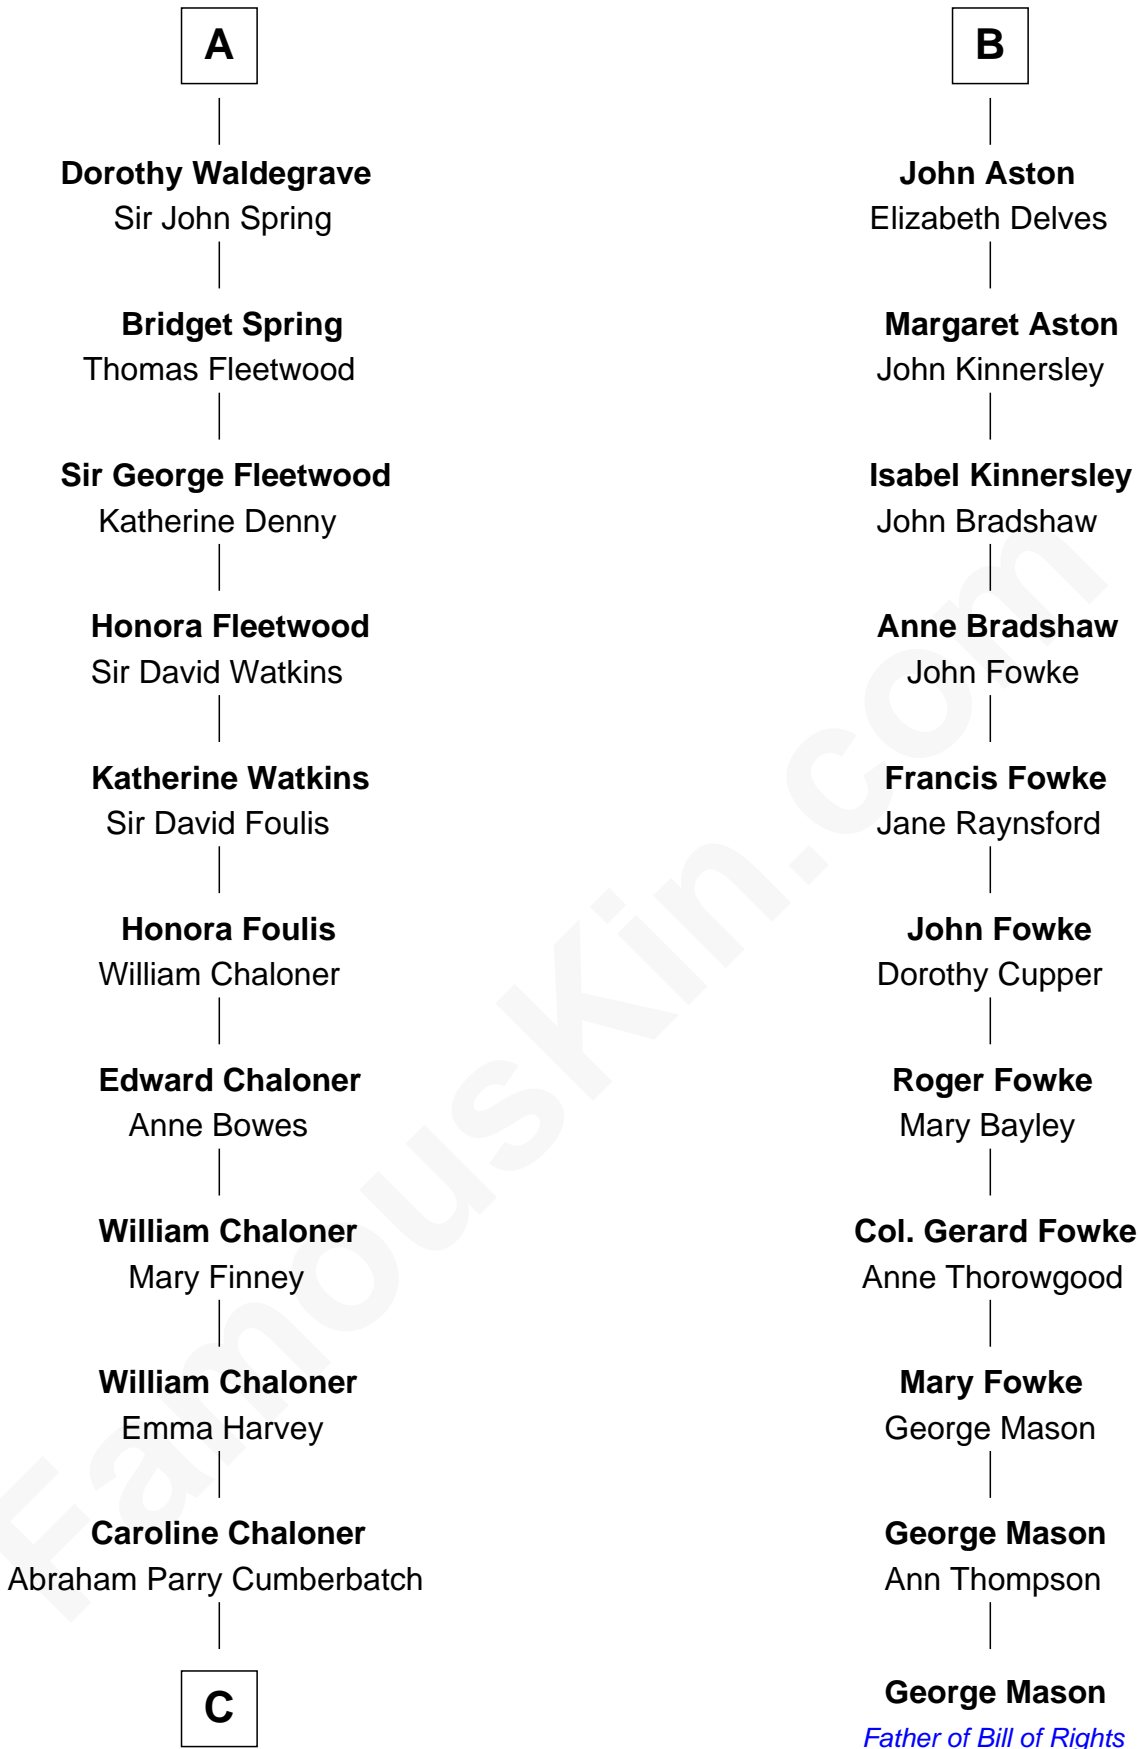 A
Dorothy Waldegrave
Sir John Spring
Bridget Spring
Thomas Fleetwood
Sir George Fleetwood
Katherine Denny
Honora Fleetwood
Sir David Watkins
Katherine Watkins
Sir David Foulis
Honora Foulis
William Chaloner
Edward Chaloner
Anne Bowes
William Chaloner
Mary Finney
William Chaloner
Emma Harvey
Caroline Chaloner
Abraham Parry Cumberbatch
C
B
John Aston
Elizabeth Delves
Margaret Aston
John Kinnersley
Isabel Kinnersley
John Bradshaw
Anne Bradshaw
John Fowke
Francis Fowke
Jane Raynsford
John Fowke
Dorothy Cupper
Roger Fowke
Mary Bayley
Col. Gerard Fowke
Anne Thorowgood
Mary Fowke
George Mason
George Mason
Ann Thompson
George Mason
Father of Bill of Rights
FamousKin.com